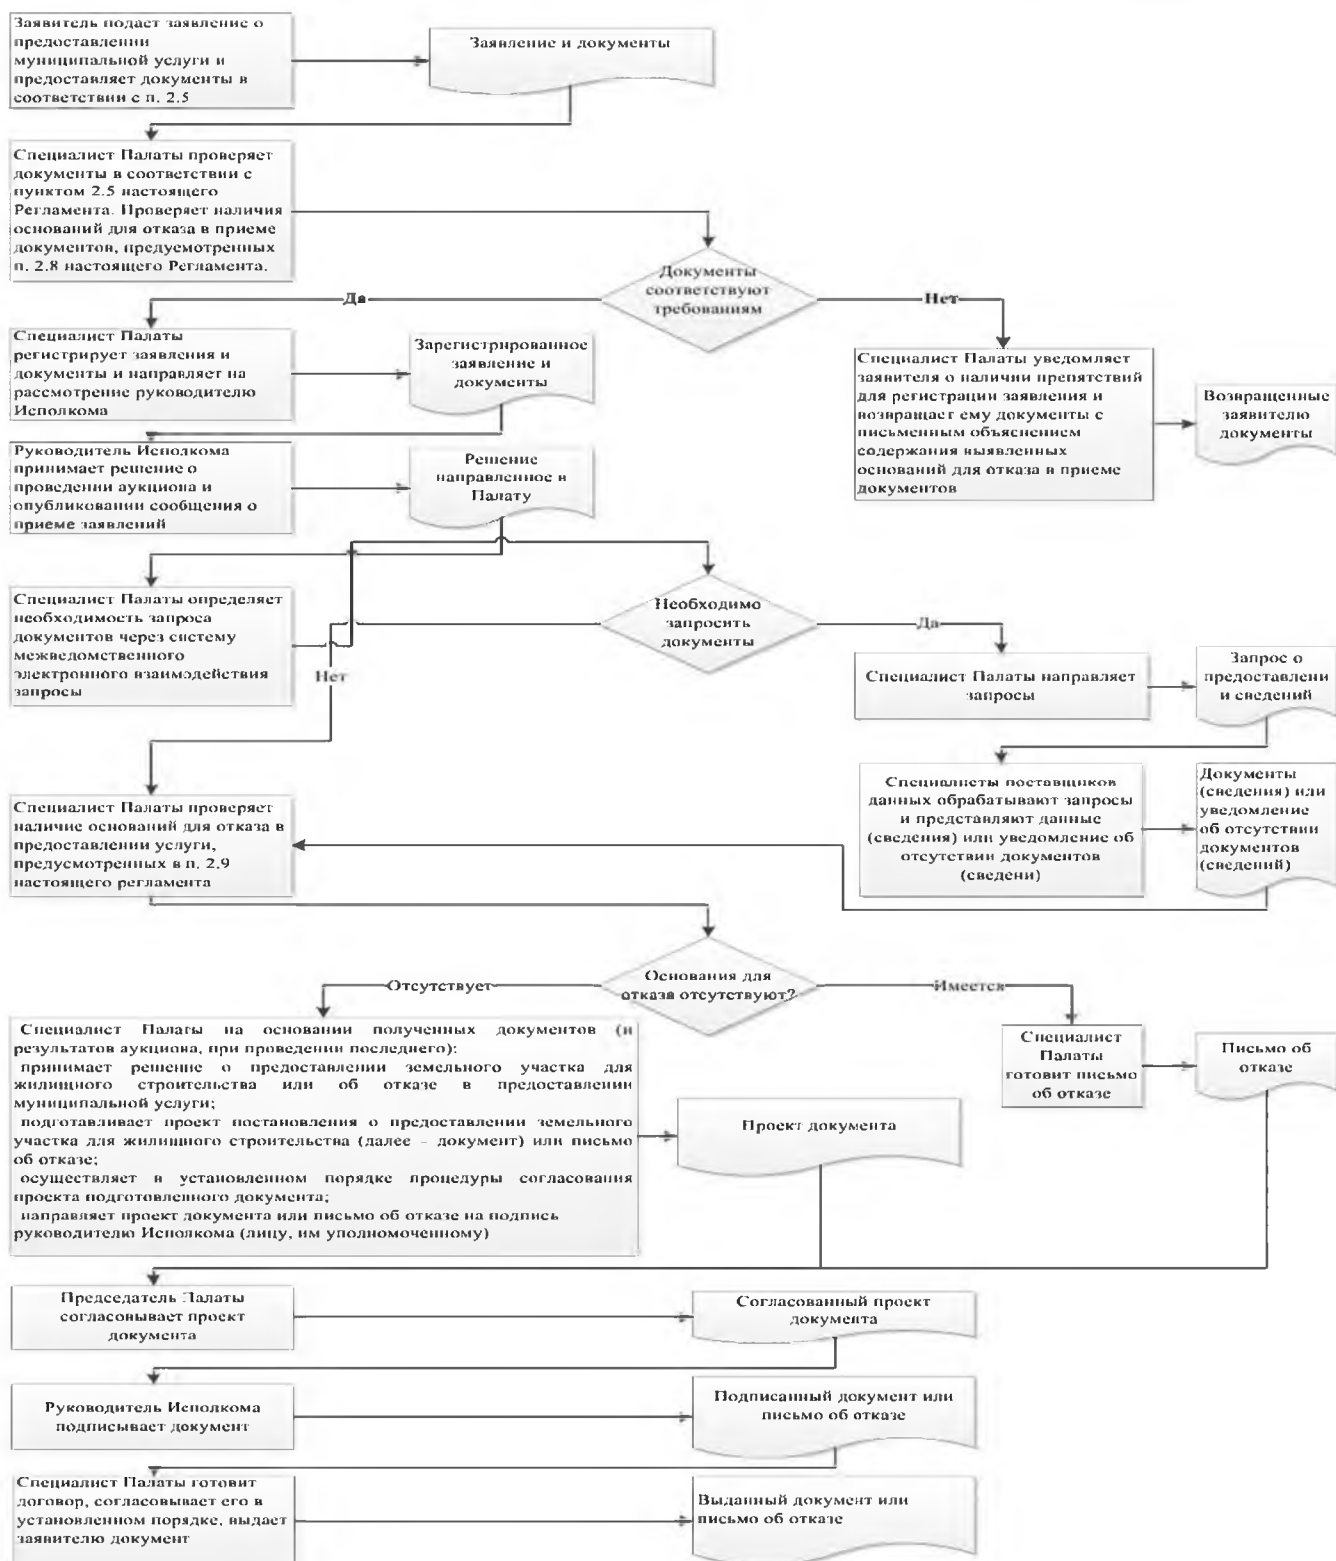 Заявитель подает заявление о
предоставлении
муниципальной услуги и
предоставляет документы в
соответствии с п. 2.5
Заявление и документы
Специалист Палаты проверяет
документы в соответствии с
пунктом 2.5 настоящего
Регламента. Проверяет наличия
оснований для отказа в приеме
документов, предусмотренных
п. 2.8 настоящего Регламента.
Документы
соответствуют
требованиям
Да
Нет
Специалист Палаты
регистрирует заявления и
документы и направляет на
рассмотрение руководителю
Исполкома
Зарегистрированное
заявление и
документы
Специалист Палаты уведомляет
заявителя о наличии препятствий
для регистрации заявления и
возвращает ему документы с
письменным объяснением
содержания выявленных
оснований для отказа в приеме
документов
Возвращенные
заявителю
документы
Руководитель Исполкома
принимает решение о
проведении аукциона и
опубликовании сообщения о
приеме заявлений
Решение
направленное в
Палату
Специалист Палаты определяет
необходимость запроса
документов через систему
межведомственного
электронного взаимодействия
запросы
Необходимо
запросить
документы
Да
Нет
Специалист Палаты направляет
запросы
Запрос о
предоставлени
и сведений
Специалисты поставщиков
данных обрабатывают запросы
и представляют данные
(сведения) или уведомление об
отсутствии документов
(сведени)
Документы
(сведения) или
уведомление
об отсутствии
документов
(сведений)
Специалист Палаты проверяет
наличие оснований для отказа в
предоставлении услуги,
предусмотренных в п. 2.9
настоящего регламента
Основания для
отказа отсутствуют?
Отсутствует
Имеется
Специалист Палаты на основании полученных документов (и
результатов аукциона, при проведении последнего):
принимает решение о предоставлении земельного участка для
жилищного строительства или об отказе в предоставлении
муниципальной услуги;
подготавливает проект постановления о предоставлении земельного
участка для жилищного строительства (далее – документ) или письмо
об отказе;
осуществляет в установленном порядке процедуры согласования
проекта подготовленного документа;
направляет проект документа или письмо об отказе на подпись
руководителю Исполкома (лицу, им уполномоченному)
Проект документа
Специалист
Палаты
готовит письмо
об отказе
Письмо об
отказе
Председатель Палаты
согласовывает проект
документа
Согласованный проект
документа
Руководитель Исполкома
подписывает документ
Подписанный документ или
письмо об отказе
Специалист Палаты готовит
договор, согласовывает его в
установленном порядке, выдает
заявителю документ
Выданный документ или
письмо об отказе